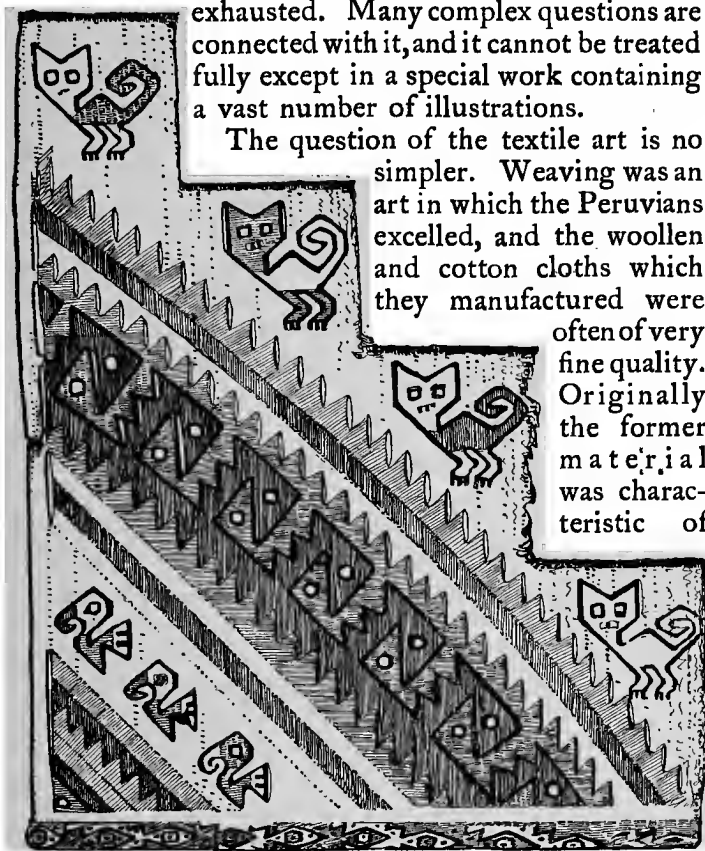 exhausted. Many complex questions are
connected with it, and it cannot be treated
fully except in a special work containing
a vast number of illustrations.
The question of the textile art is no
simpler. Weaving was an
art in which the Peruvians
excelled, and the woollen
and cotton cloths which
they manufactured were
often of very
fine quality.
Originally
the former
material
was charac-
teristic of